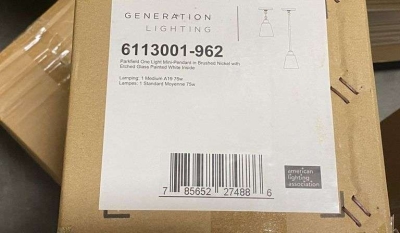 GENERATION
LIGHTING
6113001-962
Parkfield One Light Mini-Pendant in Brushed Nickel with
Etched Glass Painted White Inside
Lamping: 1 Medium A19 75w
Lampes: 1 Standard Moyenne 75w
american
lighting
association
7 85652 27488 6